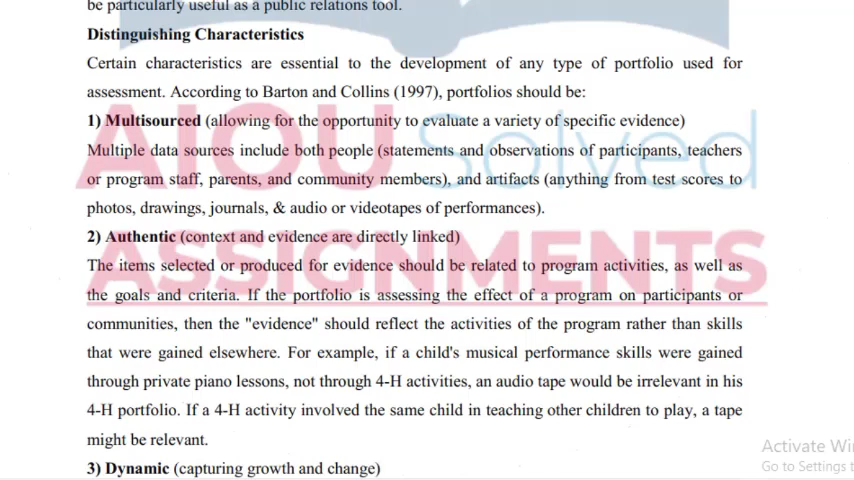 be particularly useful as a public relations tool.
Distinguishing Characteristics
Certain characteristics are essential to the development of any type of portfolio used for
assessment. According to Barton and Collins (1997), portfolios should be:
1) Multisourced (allowing for the opportunity to evaluate a variety of specific evidence)
Multiple data sources include both people (statements and observations of participants, teachers
or program staff, parents, and community members), and artifacts (anything from test scores to
photos, drawings, journals, & audio or videotapes of performances).
2) Authentic (context and evidence are directly linked)
The items selected or produced for evidence should be related to program activities, as well as
the goals and criteria. If the portfolio is assessing the effect of a program on participants or
communities, then the "evidence" should reflect the activities of the program rather than skills
that were gained elsewhere. For example, if a child's musical performance skills were gained
through private piano lessons, not through 4-H activities, an audio tape would be irrelevant in his
4-H portfolio. If a 4-H activity involved the same child in teaching other children to play, a tape
might be relevant.
3) Dynamic (capturing growth and change)
AIOU Solved
ASSIGNMENTS
Activate Wi
Go to Settings t